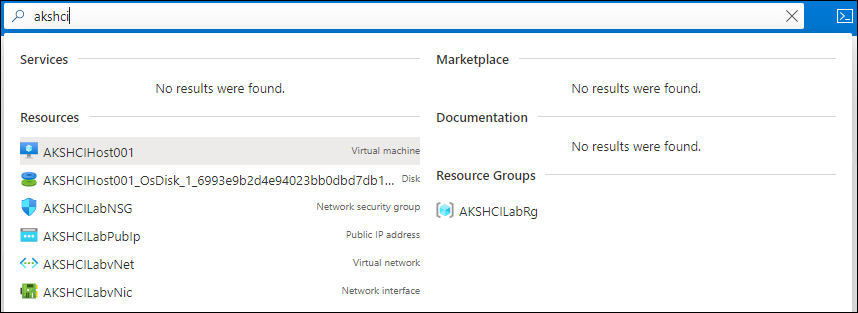 akshci
Services
No results were found.
Resources
AKSHCIHost001 Virtual machine
AKSHCIHost001_OsDisk_1_6993e9b2d4e94023bb0dbd7db1... Disk
AKSHCILabNSG Network security group
AKSHCILabPubIp Public IP address
AKSHCILabvNet Virtual network
AKSHCILabvNic Network interface
Marketplace
No results were found.
Documentation
No results were found.
Resource Groups
AKSHCILabRg